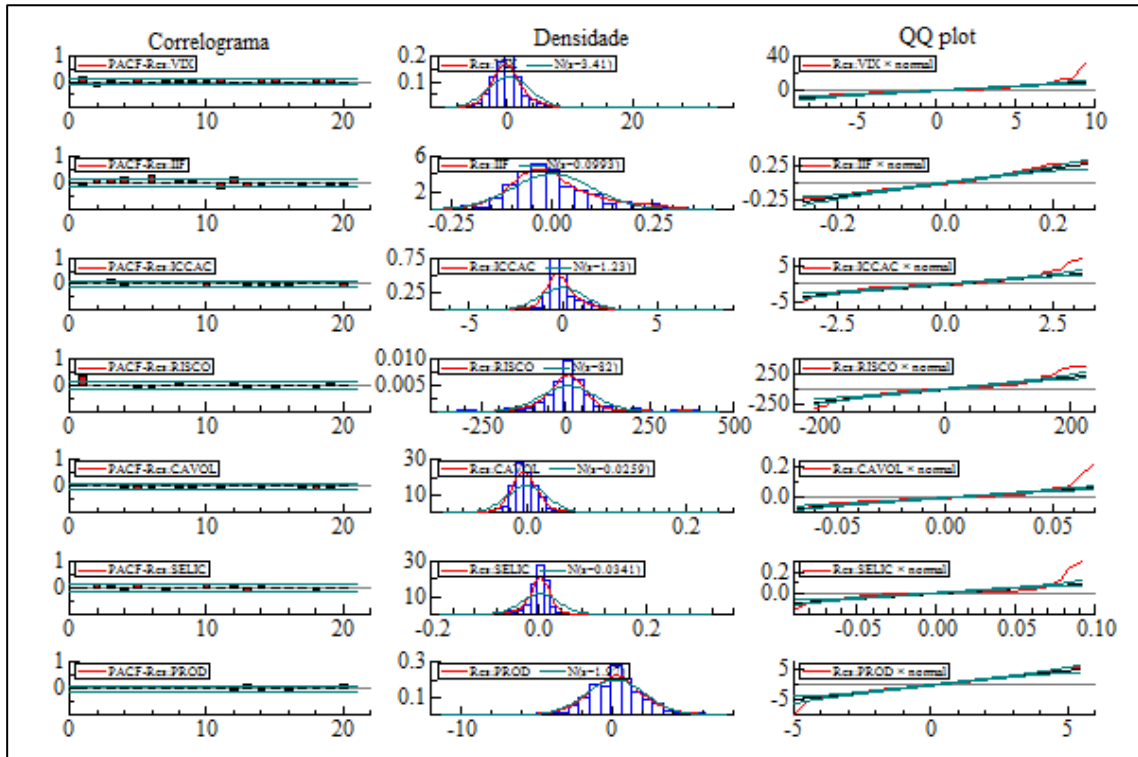 Correlograma Densidade QQ plot
1 PACF-Res:VIX 0.2 N(s=3.41) 40 Res:VIX × normal
0 0.1 0
0 10 20 0 20 -5 0 5 10
1 PACF-Res:IIF 6 Res:IIF N(s=0.0993) 0.25 Res:IIF × normal
0 2 -0.25
0 10 20 -0.25 0.00 0.25 -0.2 0.0 0.2
1 PACF-Res:ICCAC 0.75 Res:ICCAC N(s=1.23) 5 Res:ICCAC × normal
0 0.25 -5
0 10 20 -5 0 5 -2.5 0.0 2.5
1 PACF-Res:RISCO 0.010 Res:RISCO N(s=82) 250 Res:RISCO × normal
0 0.005 -250
0 10 20 -250 0 250 500 -200 0 200
1 PACF-Res:CAVOL 30 Res:CAVOL N(s=0.0259) 0.2 Res:CAVOL × normal
0 10 0.0
0 10 20 0.0 0.2 -0.05 0.00 0.05
1 PACF-Res:SELIC 30 Res:SELIC N(s=0.0341) 0.2 Res:SELIC × normal
0 10 0.0
0 10 20 -0.2 0.0 0.2 -0.05 0.00 0.05 0.10
1 PACF-Res:PROD 0.3 Res:PROD 5 Res:PROD × normal
0 0.1 -5
0 10 20 -10 0 -5 0 5